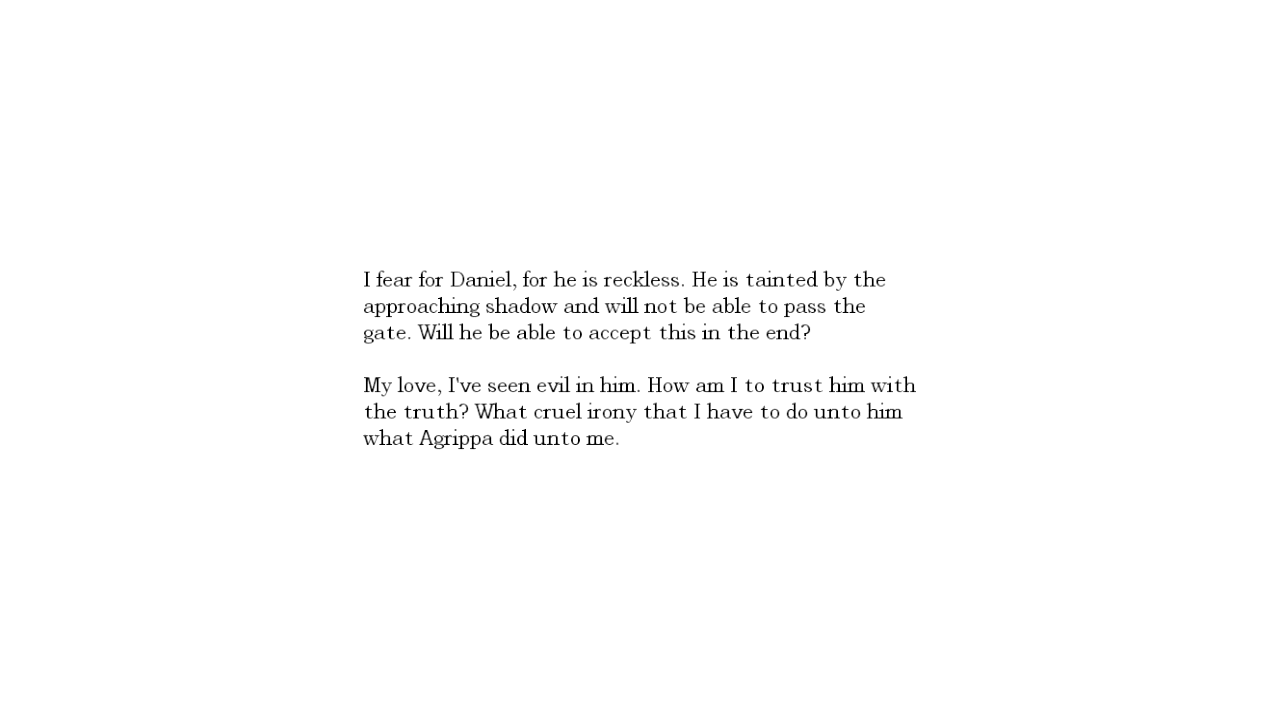 I fear for Daniel, for he is reckless. He is tainted by the
approaching shadow and will not be able to pass the
gate. Will he be able to accept this in the end?
My love, I've seen evil in him. How am I to trust him with
the truth? What cruel irony that I have to do unto him
what Agrippa did unto me.